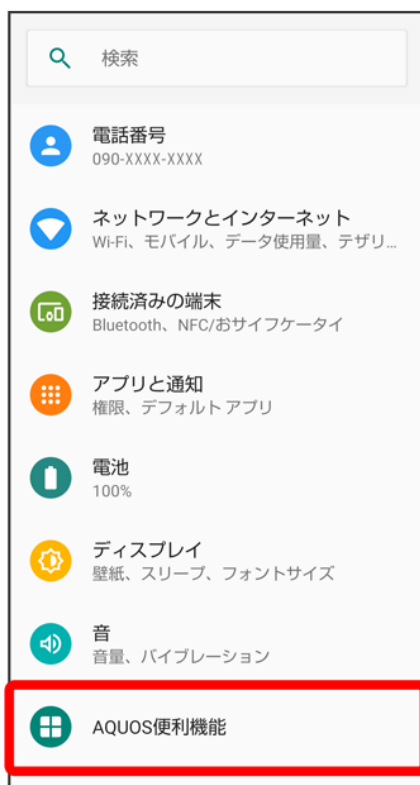 検索
電話番号
090-XXXX-XXXX
ネットワークとインターネット
Wi-Fi、モバイル、データ使用量、テザリ...
接続済みの端末
Bluetooth、NFC/おサイフケータイ
アプリと通知
権限、デフォルト アプリ
電池
100%
ディスプレイ
壁紙、スリープ、フォントサイズ
音
音量、バイブレーション
AQUOS便利機能